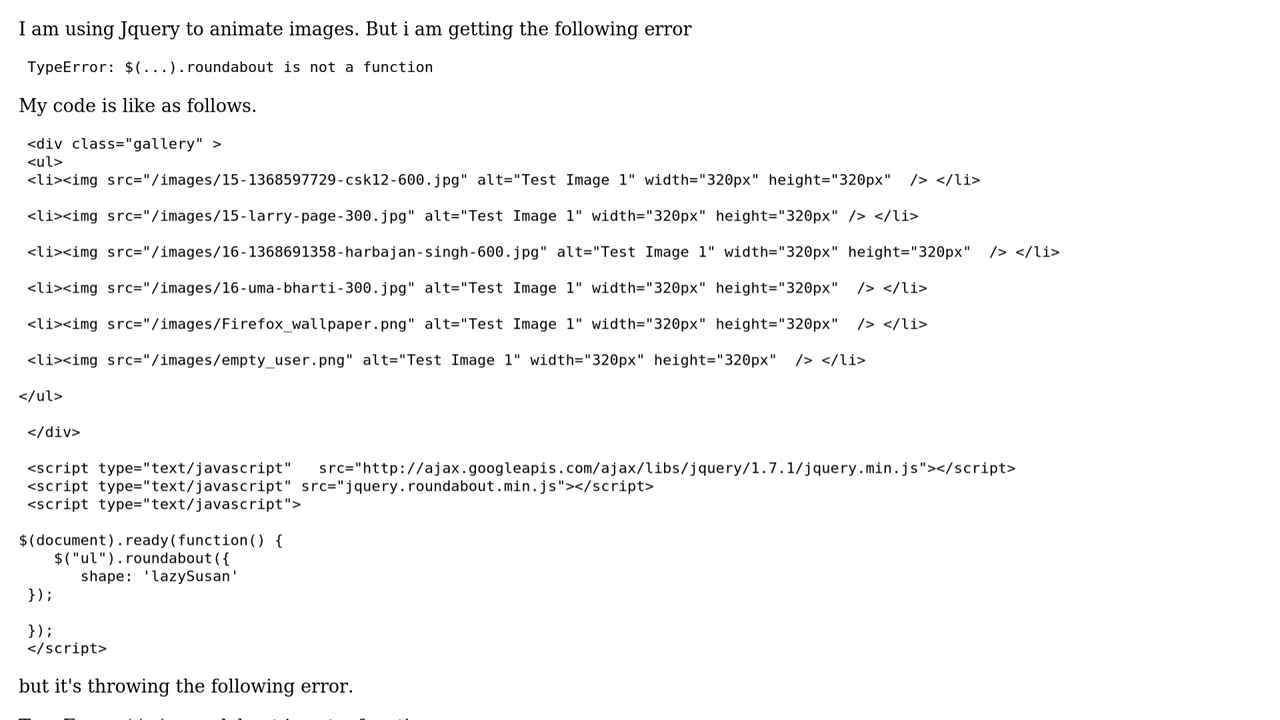 I am using Jquery to animate images. But i am getting the following error
TypeError: $(...).roundabout is not a function
My code is like as follows.
<div class="gallery" >
<ul>
<li><img src="/images/15-1368597729-csk12-600.jpg" alt="Test Image 1" width="320px" height="320px"  /> </li>
<li><img src="/images/15-larry-page-300.jpg" alt="Test Image 1" width="320px" height="320px" /> </li>
<li><img src="/images/16-1368691358-harbajan-singh-600.jpg" alt="Test Image 1" width="320px" height="320px"  /> </li>
<li><img src="/images/16-uma-bharti-300.jpg" alt="Test Image 1" width="320px" height="320px"  /> </li>
<li><img src="/images/Firefox_wallpaper.png" alt="Test Image 1" width="320px" height="320px"  /> </li>
<li><img src="/images/empty_user.png" alt="Test Image 1" width="320px" height="320px"  /> </li>
</ul>
</div>
<script type="text/javascript"   src="http://ajax.googleapis.com/ajax/libs/jquery/1.7.1/jquery.min.js"></script>
<script type="text/javascript" src="jquery.roundabout.min.js"></script>
<script type="text/javascript">
$(document).ready(function() {
$("ul").roundabout({
shape: 'lazySusan'
});
});
</script>
but it's throwing the following error.